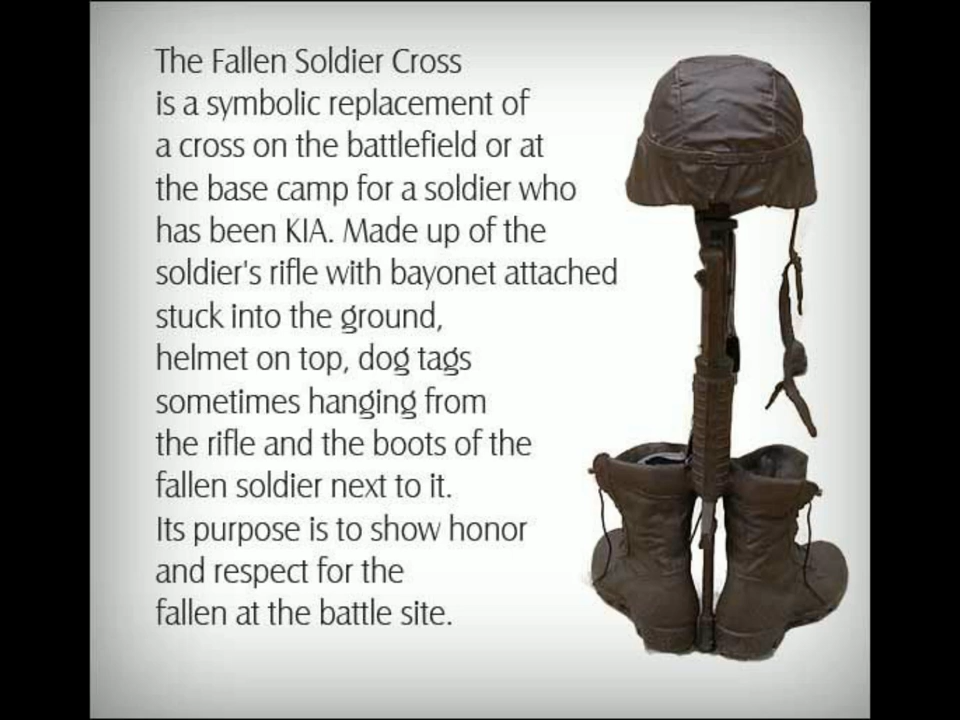 The Fallen Soldier Cross
is a symbolic replacement of
a cross on the battlefield or at
the base camp for a soldier who
has been KIA. Made up of the
soldier's rifle with bayonet attached
stuck into the ground,
helmet on top, dog tags
sometimes hanging from
the rifle and the boots of the
fallen soldier next to it.
Its purpose is to show honor
and respect for the
fallen at the battle site.